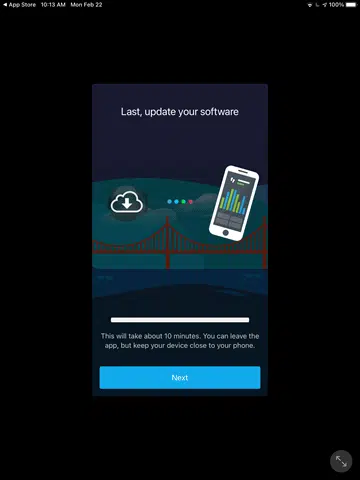 App Store 10:13 AM Mon Feb 22 100%
Last, update your software
This will take about 10 minutes. You can leave the
app, but keep your device close to your phone.
Next